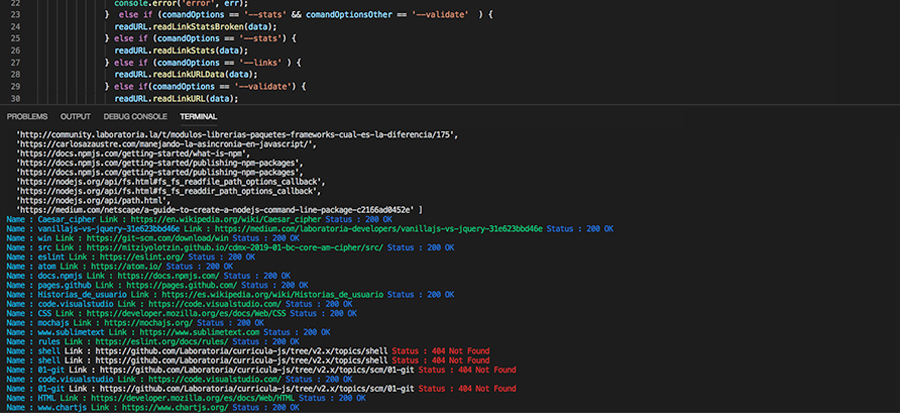 22 console.error('error', err);
23 } else if (comandOptions == '--stats' && comandOptionsOther == '--validate' ) {
24 readURL.readLinkStatsBroken(data);
25 } else if (comandOptions == '--stats') {
26 readURL.readLinkStats(data);
27 } else if (comandOptions == '--links' ) {
28 readURL.readLinkURLData(data);
29 } else if(comandOptions == '--validate') {
30 readURL.readLinkURL(data);
PROBLEMS OUTPUT DEBUG CONSOLE TERMINAL
'http://community.laboratoria.la/t/modulos-librerias-paquetes-frameworks-cual-es-la-diferencia/175',
'https://carlosazaustre.com/manejando-la-asincronia-en-javascript/',
'https://docs.npmjs.com/getting-started/what-is-npm',
'https://docs.npmjs.com/getting-started/publishing-npm-packages',
'https://docs.npmjs.com/getting-started/publishing-npm-packages',
'https://nodejs.org/api/fs.html#fs_fs_readfile_path_options_callback',
'https://nodejs.org/api/fs.html#fs_fs_readdir_path_options_callback',
'https://nodejs.org/api/path.html',
'https://medium.com/netscape/a-guide-to-create-a-nodejs-command-line-package-c2166ad0452e' ]
Name : Caesar_cipher Link : https://en.wikipedia.org/wiki/Caesar_cipher Status : 200 OK
Name : vanillajs-vs-jquery-31e623bbd46e Link : https://medium.com/laboratoria-developers/vanillajs-vs-jquery-31e623bbd46e Status : 200 OK
Name : win Link : https://git-scm.com/download/win Status : 200 OK
Name : src Link : https://mitziyolotzin.github.io/cdmx-2019-01-bc-core-am-cipher/src/ Status : 200 OK
Name : eslint Link : https://eslint.org/ Status : 200 OK
Name : atom Link : https://atom.io/ Status : 200 OK
Name : docs.npmjs Link : https://docs.npmjs.com/ Status : 200 OK
Name : pages.github Link : https://pages.github.com/ Status : 200 OK
Name : Historias_de_usuario Link : https://es.wikipedia.org/wiki/Historias_de_usuario Status : 200 OK
Name : code.visualstudio Link : https://code.visualstudio.com/ Status : 200 OK
Name : CSS Link : https://developer.mozilla.org/es/docs/Web/CSS Status : 200 OK
Name : mochajs Link : https://mochajs.org/ Status : 200 OK
Name : www.sublimetext Link : https://www.sublimetext.com Status : 200 OK
Name : rules Link : https://eslint.org/docs/rules/ Status : 200 OK
Name : shell Link : https://github.com/Laboratoria/curricula-js/tree/v2.x/topics/shell Status : 404 Not Found
Name : shell Link : https://github.com/Laboratoria/curricula-js/tree/v2.x/topics/shell Status : 404 Not Found
Name : 01-git Link : https://github.com/Laboratoria/curricula-js/tree/v2.x/topics/scm/01-git Status : 404 Not Found
Name : code.visualstudio Link : https://code.visualstudio.com/ Status : 200 OK
Name : 01-git Link : https://github.com/Laboratoria/curricula-js/tree/v2.x/topics/scm/01-git Status : 404 Not Found
Name : HTML Link : https://developer.mozilla.org/es/docs/Web/HTML Status : 200 OK
Name : www.chartjs Link : https://www.chartjs.org/ Status : 200 OK